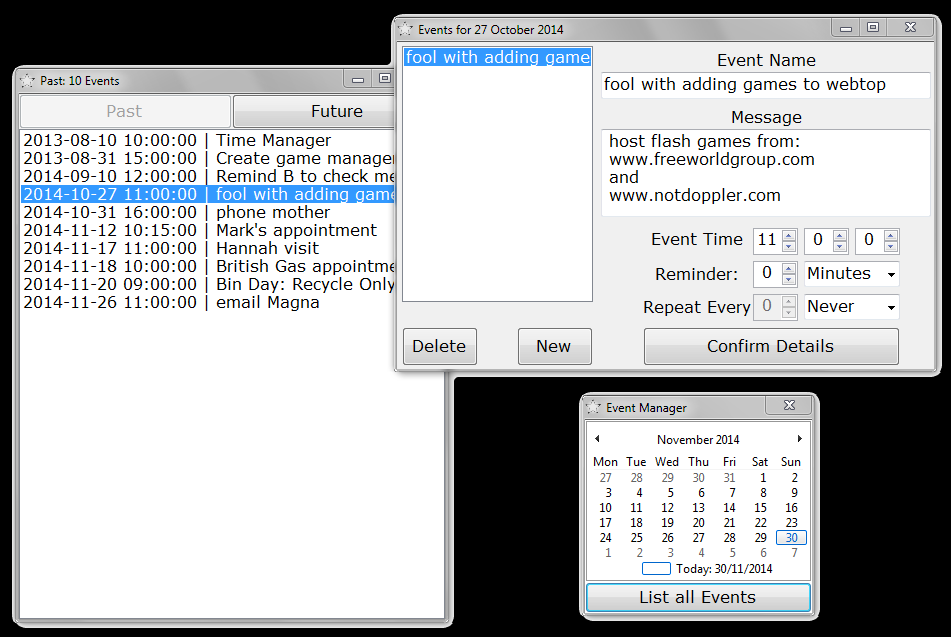 Past: 10 Events
Past
Future
2013-08-10 10:00:00 | Time Manager
2013-08-31 15:00:00 | Create game manager
2014-09-10 12:00:00 | Remind B to check me
2014-10-27 11:00:00 | fool with adding game
2014-10-31 16:00:00 | phone mother
2014-11-12 10:15:00 | Mark's appointment
2014-11-17 11:00:00 | Hannah visit
2014-11-18 10:00:00 | British Gas appointme
2014-11-20 09:00:00 | Bin Day: Recycle Only
2014-11-26 11:00:00 | email Magna
Events for 27 October 2014
fool with adding game
Event Name
fool with adding games to webtop
Message
host flash games from:
www.freeworldgroup.com
and
www.notdoppler.com
Event Time 11 0 0
Reminder: 0 Minutes
Repeat Every 0 Never
Delete
New
Confirm Details
Event Manager
November 2014
Mon Tue Wed Thu Fri Sat Sun
27 28 29 30 31 1 2
3 4 5 6 7 8 9
10 11 12 13 14 15 16
17 18 19 20 21 22 23
24 25 26 27 28 29 30
1 2 3 4 5 6 7
Today: 30/11/2014
List all Events